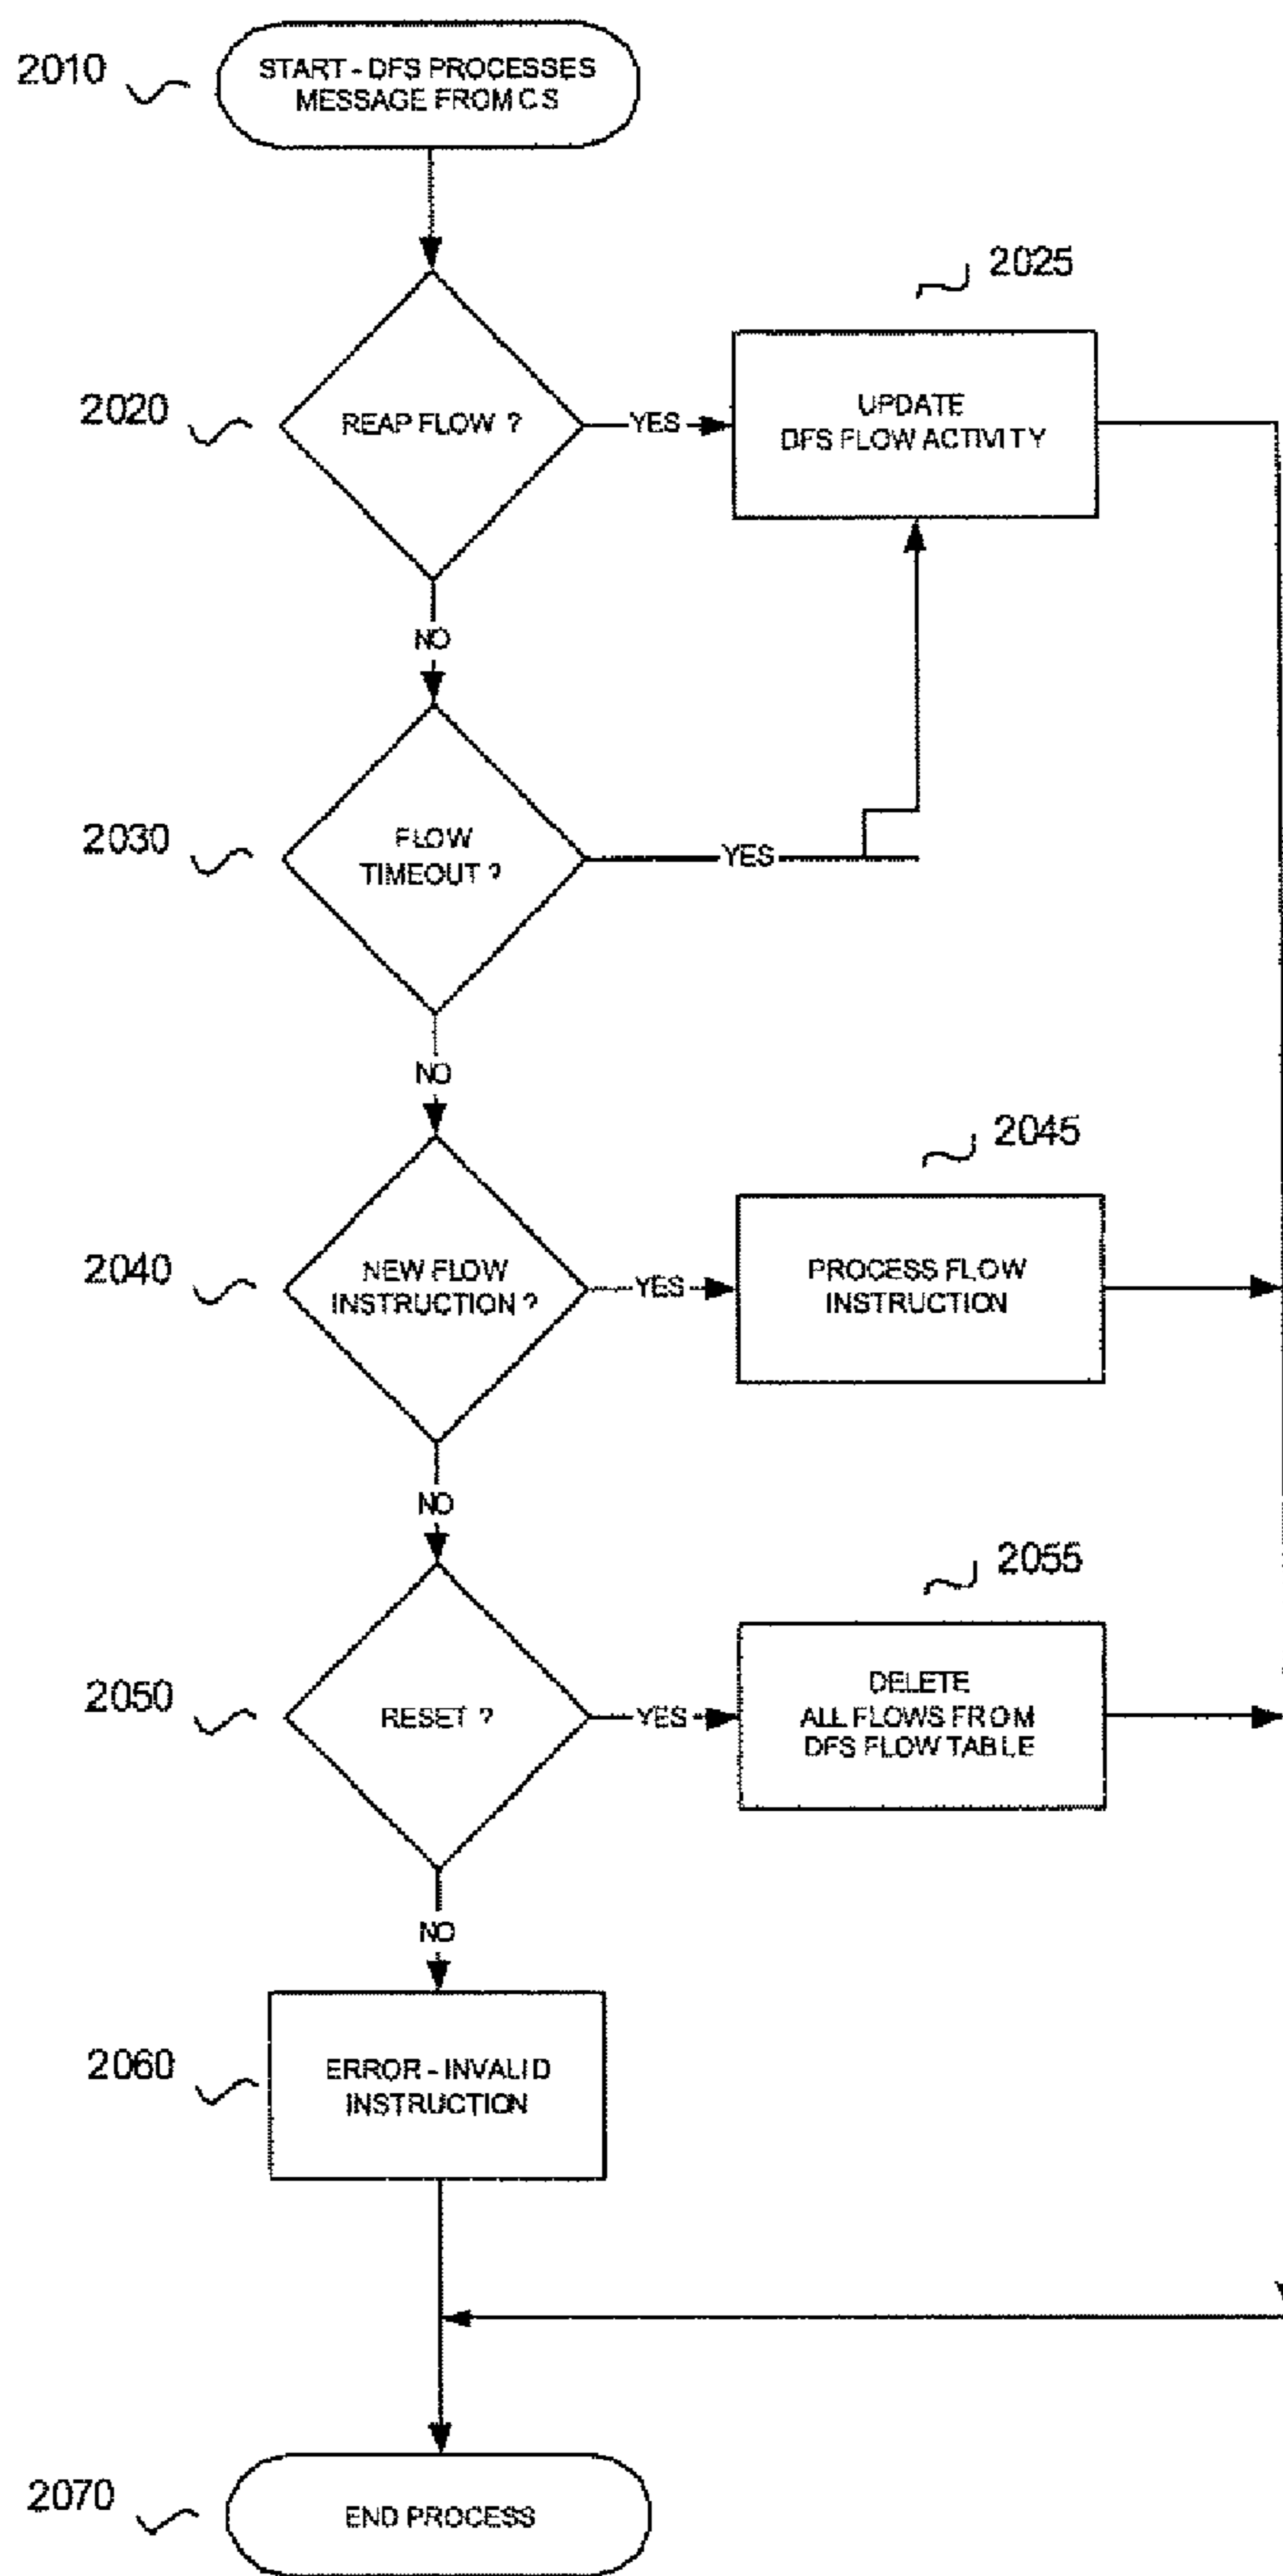 2010
START - DFS PROCESSES
MESSAGE FROM CS
2020
REAP FLOW ?
YES
2025
UPDATE
DFS FLOW ACTIVITY
NO
2030
FLOW
TIMEOUT ?
YES
NO
2040
NEW FLOW
INSTRUCTION ?
YES
2045
PROCESS FLOW
INSTRUCTION
NO
2050
RESET ?
YES
2055
DELETE
ALL FLOWS FROM
DFS FLOW TABLE
NO
2060
ERROR - INVALID
INSTRUCTION
2070
END PROCESS